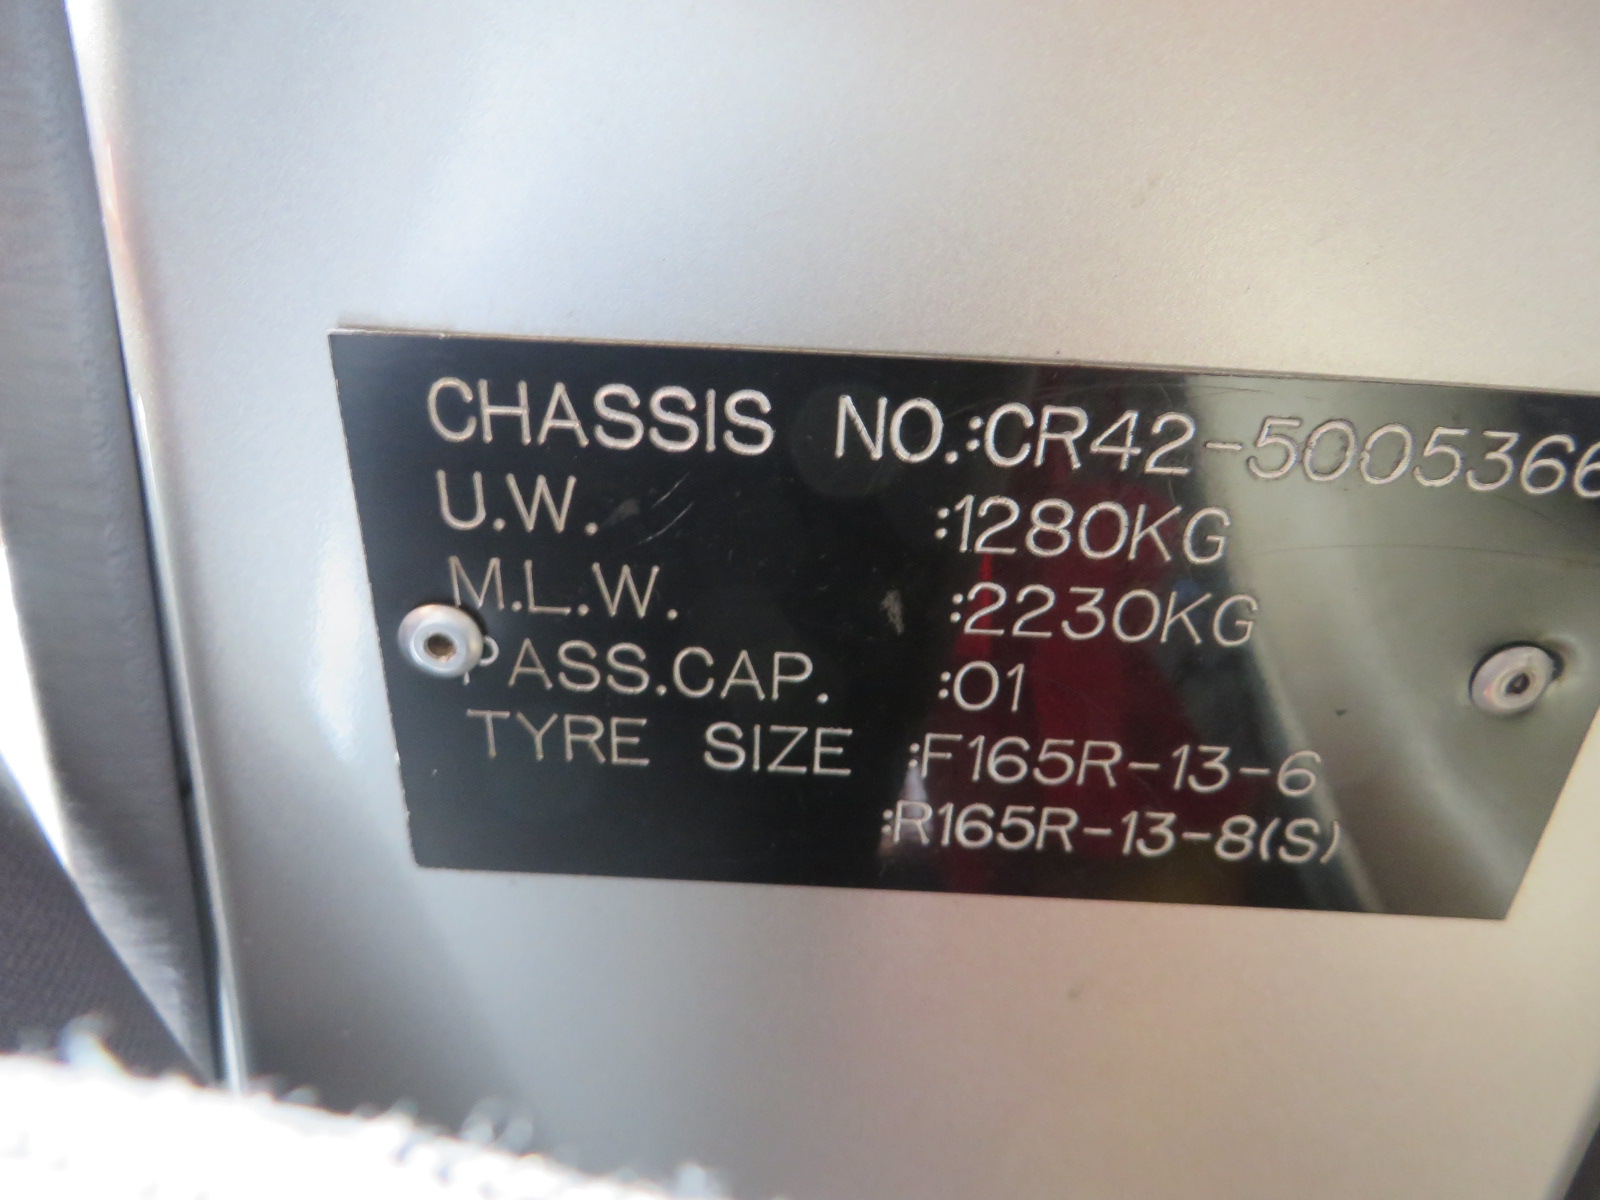 CHASSIS NO.:CR42-5005366
U.W. :1280KG
M.L.W. :2230KG
PASS.CAP. :01
TYRE SIZE :F165R-13-6
:R165R-13-8(S)